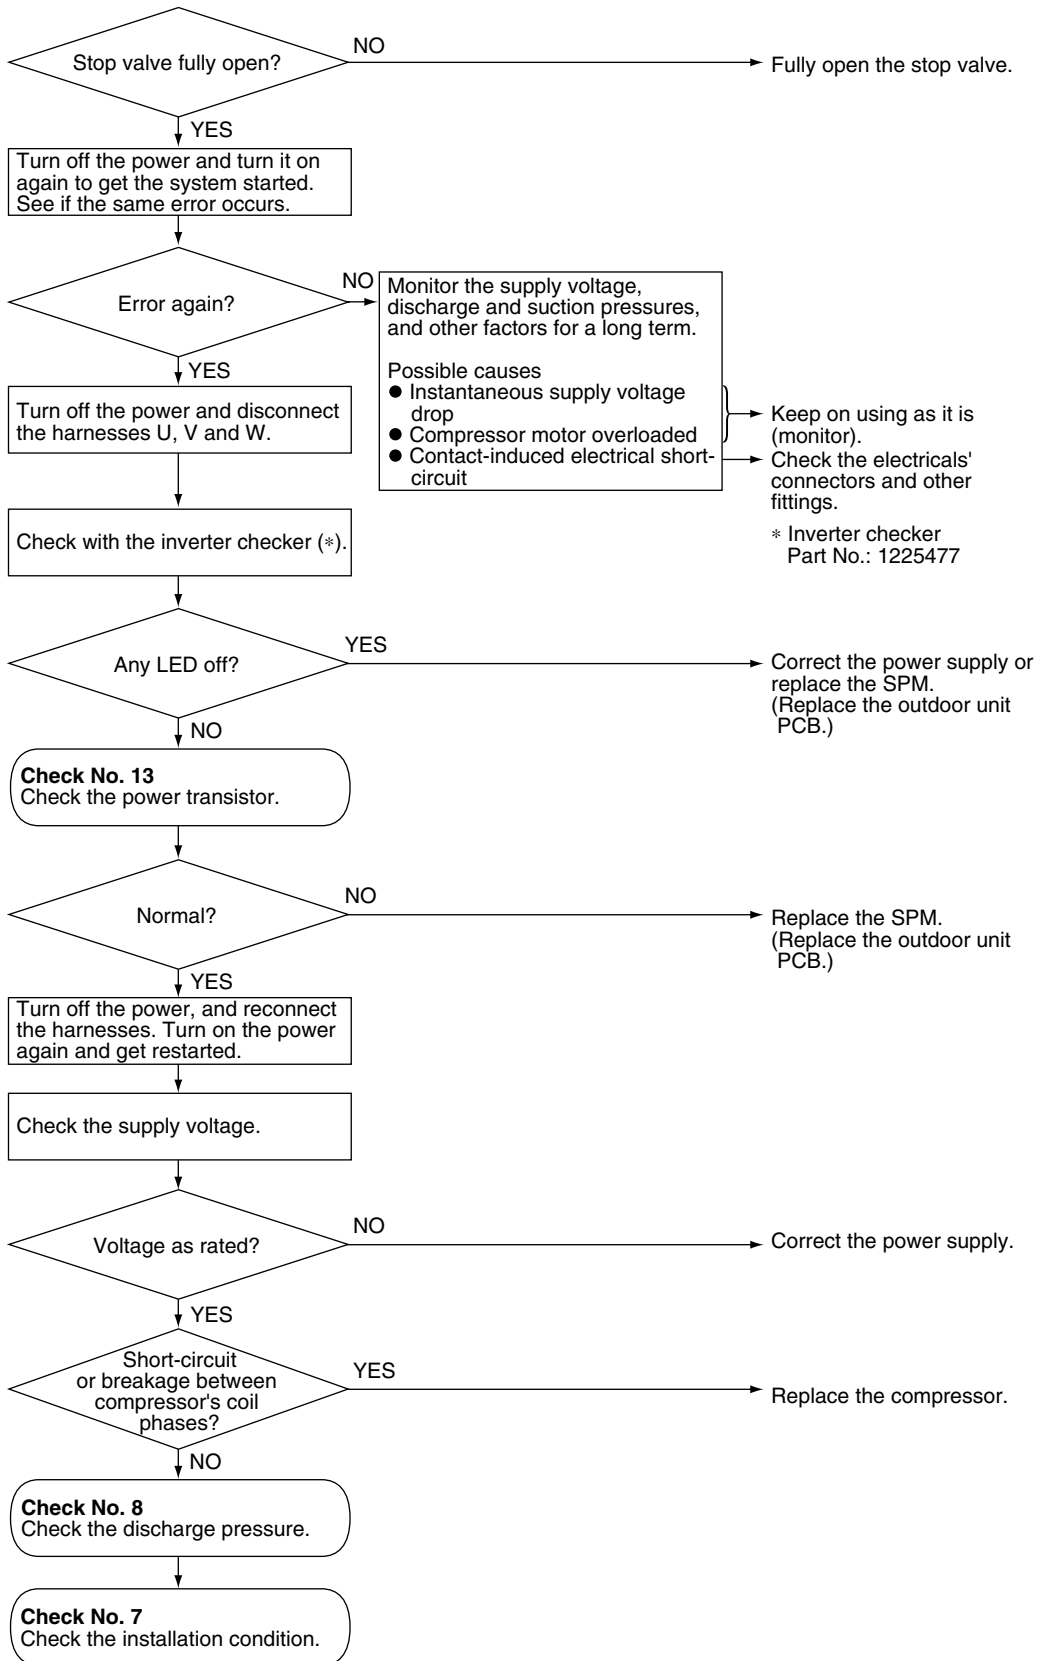 Stop valve fully open?
NO
Fully open the stop valve.
YES
Turn off the power and turn it on
again to get the system started.
See if the same error occurs.
Error again?
NO
Monitor the supply voltage,
discharge and suction pressures,
and other factors for a long term.
Possible causes
● Instantaneous supply voltage
drop
● Compressor motor overloaded
● Contact-induced electrical short-
circuit
Keep on using as it is
(monitor).
Check the electricals'
connectors and other
fittings.
* Inverter checker
Part No.: 1225477
YES
Turn off the power and disconnect
the harnesses U, V and W.
Check with the inverter checker (*).
Any LED off?
YES
Correct the power supply or
replace the SPM.
(Replace the outdoor unit
PCB.)
NO
Check No. 13
Check the power transistor.
Normal?
NO
Replace the SPM.
(Replace the outdoor unit
PCB.)
YES
Turn off the power, and reconnect
the harnesses. Turn on the power
again and get restarted.
Check the supply voltage.
Voltage as rated?
NO
Correct the power supply.
YES
Short-circuit
or breakage between
compressor's coil
phases?
YES
Replace the compressor.
NO
Check No. 8
Check the discharge pressure.
Check No. 7
Check the installation condition.